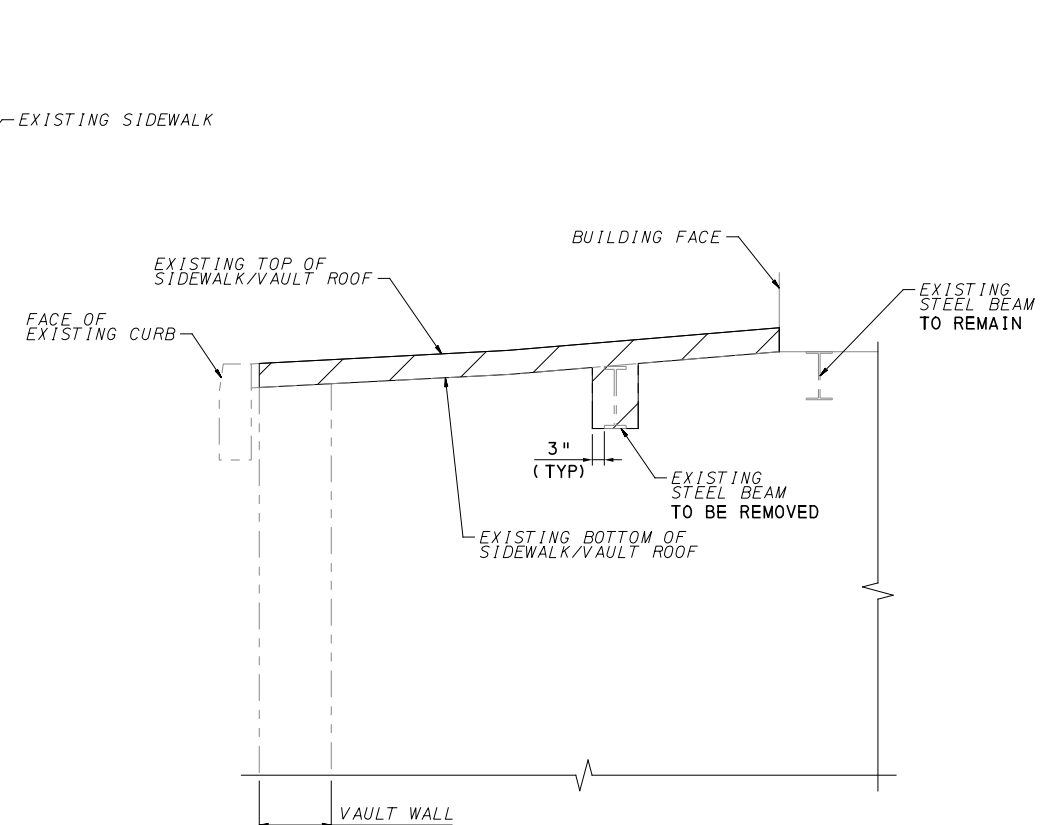 EXISTING SIDEWALK
BUILDING FACE
EXISTING TOP OF
SIDEWALK/VAULT ROOF
EXISTING
STEEL BEAM
TO REMAIN
FACE OF
EXISTING CURB
3"
(TYP)
EXISTING
STEEL BEAM
TO BE REMOVED
EXISTING BOTTOM OF
SIDEWALK/VAULT ROOF
VAULT WALL